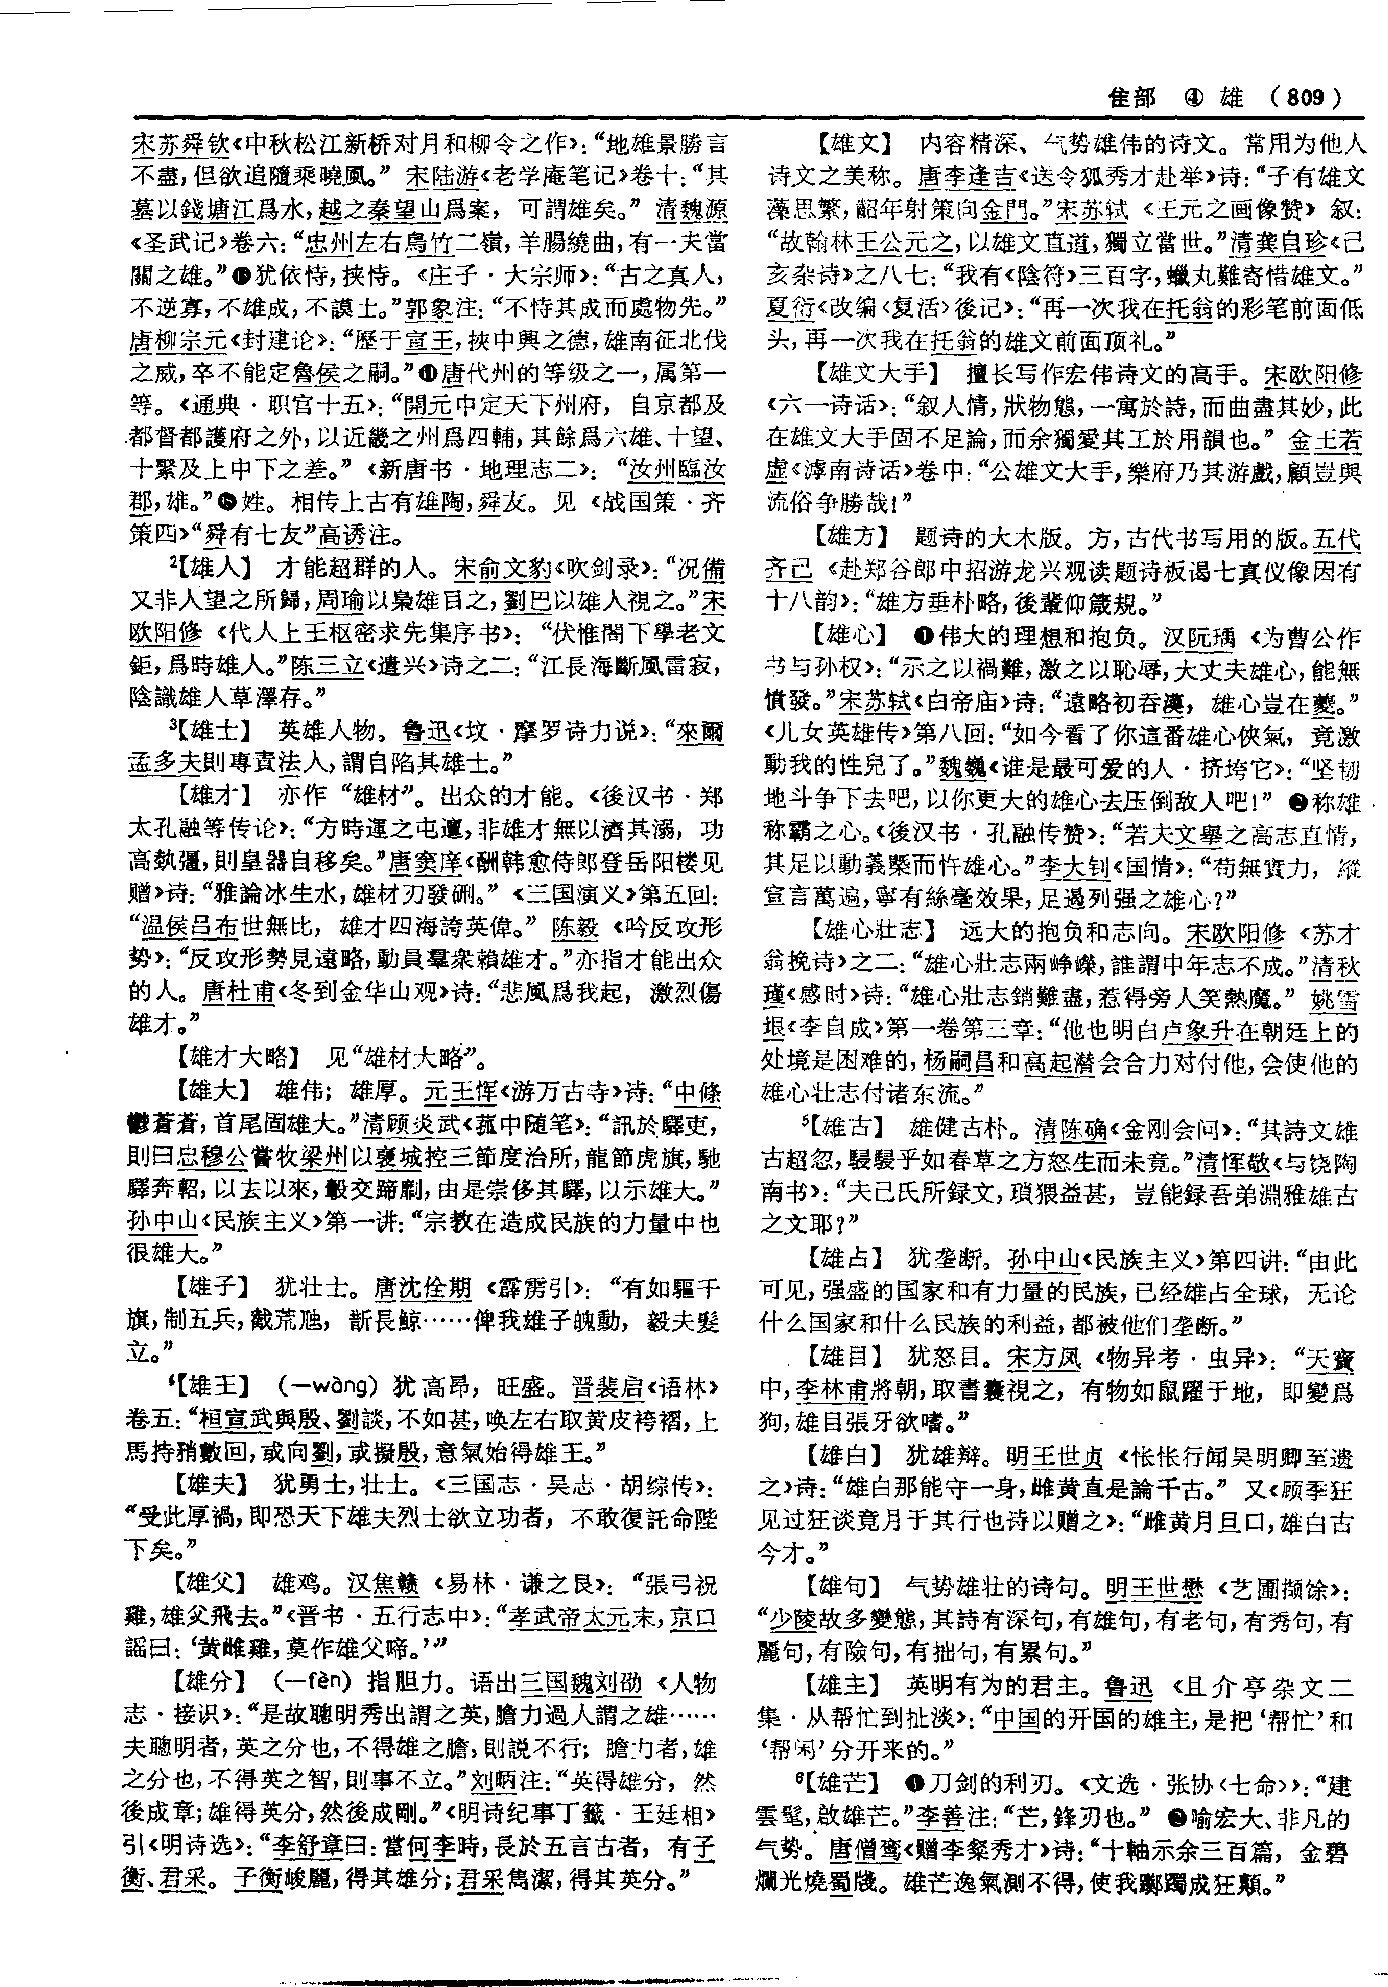 隹部 ④ 雄 （809）
宋苏舜钦《中秋松江新桥对月和柳令之作》：“地雄景勝言
不盡，但欲追隨乘曉風。” 宋陆游《老学庵笔记》卷十：“其
墓以錢塘江爲水，越之秦望山爲案，可謂雄矣。” 清魏源
《圣武记》卷六：“忠州左右鳥竹二嶺，羊腸繞曲，有一夫當
關之雄。”⓭犹依恃，挟恃。《庄子·大宗师》：“古之真人，
不逆寡，不雄成，不謨士。”郭象注：“不恃其成而處物先。”
唐柳宗元《封建论》：“歷于宣王，挾中興之德，雄南征北伐
之威，卒不能定魯侯之嗣。”⓮唐代州的等级之一，属第一
等。《通典·职官十五》：“開元中定天下州府，自京都及
都督都護府之外，以近畿之州爲四輔，其餘爲六雄、十望、
十緊及上中下之差。”《新唐书·地理志二》：“汝州臨汝
郡，雄。”⓯姓。相传上古有雄陶，舜友。见《战国策·齐
策四》“舜有七友”高诱注。
²【雄人】 才能超群的人。宋俞文豹《吹剑录》：“况備
又非人望之所歸，周瑜以梟雄目之，劉巴以雄人視之。”宋
欧阳修《代人上王枢密求先集序书》：“伏惟閤下學老文
鉅，爲時雄人。”陈三立《遣兴》诗之二：“江長海斷風雷寂，
陰識雄人草澤存。”
³【雄士】 英雄人物。鲁迅《坟·摩罗诗力说》：“來爾
孟多夫則專責法人，謂自陷其雄士。”
【雄才】 亦作“雄材”。出众的才能。《後汉书·郑
太孔融等传论》：“方時運之屯邅，非雄才無以濟其溺，功
高埶彊，則皇器自移矣。”唐窦庠《酬韩愈侍郎登岳阳楼见
赠》诗：“雅論冰生水，雄材刃發硎。”《三国演义》第五回：
“温侯吕布世無比，雄才四海誇英偉。” 陈毅《吟反攻形
势》：“反攻形勢見遠略，動員羣衆賴雄才。”亦指才能出众
的人。唐杜甫《冬到金华山观》诗：“悲風爲我起，激烈傷
雄才。”
【雄才大略】 见“雄材大略”。
【雄大】 雄伟；雄厚。元王恽《游万古寺》诗：“中條
鬱蒼蒼，首尾固雄大。”清顾炎武《菰中随笔》：“訊於驛吏，
則曰忠穆公嘗牧梁州以襃城控三節度治所，龍節虎旗，馳
驛奔軺，以去以來，轂交蹄劘，由是崇侈其驛，以示雄大。”
孙中山《民族主义》第一讲：“宗教在造成民族的力量中也
很雄大。”
【雄子】 犹壮士。唐沈佺期《霹雳引》：“有如驅千
旗，制五兵，截荒虺，斮長鯨……俾我雄子魄動，毅夫髮
立。”
⁴【雄王】 （—wàng）犹高昂，旺盛。晋裴启《语林》
卷五：“桓宣武與殷、劉談，不如甚，唤左右取黄皮袴褶，上
馬持矟數回，或向劉，或擬殷，意氣始得雄王。”
【雄夫】 犹勇士，壮士。《三国志·吴志·胡综传》：
“受此厚禍，即恐天下雄夫烈士欲立功者，不敢復託命陛
下矣。”
【雄父】 雄鸡。汉焦赣《易林·谦之艮》：“張弓祝
雞，雄父飛去。”《晋书·五行志中》：“孝武帝太元末，京口
謡曰：‘黄雌雞，莫作雄父啼。’”
【雄分】 （—fèn）指胆力。语出三国魏刘劭《人物
志·接识》：“是故聰明秀出謂之英，膽力過人謂之雄……
夫聰明者，英之分也，不得雄之膽，則説不行；膽力者，雄
之分也，不得英之智，則事不立。”刘昞注：“英得雄分，然
後成章；雄得英分，然後成剛。”《明诗纪事丁籤·王廷相》
引《明诗选》：“李舒章曰：當何李時，長於五言古者，有子
衡、君采。子衡峻麗，得其雄分；君采雋潔，得其英分。”
【雄文】 内容精深、气势雄伟的诗文。常用为他人
诗文之美称。唐李逢吉《送令狐秀才赴举》诗：“子有雄文
藻思繁，齠年射策向金門。”宋苏轼《王元之画像赞》叙：
“故翰林王公元之，以雄文直道，獨立當世。”清龚自珍《己
亥杂诗》之八七：“我有《陰符》三百字，蠟丸難寄惜雄文。”
夏衍《改编〈复活〉後记》：“再一次我在托翁的彩笔前面低
头，再一次我在托翁的雄文前面顶礼。”
【雄文大手】 擅长写作宏伟诗文的高手。宋欧阳修
《六一诗话》：“叙人情，狀物態，一寓於詩，而曲盡其妙，此
在雄文大手固不足論，而余獨愛其工於用韻也。” 金王若
虚《滹南诗话》卷中：“公雄文大手，樂府乃其游戲，顧豈與
流俗争勝哉！”
【雄方】 题诗的大木版。方，古代书写用的版。五代
齐己《赴郑谷郎中招游龙兴观读题诗板谒七真仪像因有
十八韵》：“雄方垂朴略，後輩仰箴規。”
【雄心】 ❶伟大的理想和抱负。汉阮瑀《为曹公作
书与孙权》：“示之以禍難，激之以恥辱，大丈夫雄心，能無
憤發。”宋苏轼《白帝庙》诗：“遠略初吞漢，雄心豈在夔。”
《儿女英雄传》第八回：“如今看了你這番雄心俠氣，竟激
動我的性兒了。”魏巍《谁是最可爱的人·挤垮它》：“坚韧
地斗争下去吧，以你更大的雄心去压倒敌人吧！” ❷称雄
称霸之心。《後汉书·孔融传赞》：“若夫文舉之高志直情，
其足以動義槩而忤雄心。”李大钊《国情》：“苟無實力，縱
宣言萬遍，寧有絲毫效果，足遏列强之雄心？”
【雄心壯志】 远大的抱负和志向。宋欧阳修《苏才
翁挽诗》之二：“雄心壯志兩崢嶸，誰謂中年志不成。”清秋
瑾《感时》诗：“雄心壯志銷難盡，惹得旁人笑熱魔。” 姚雪
垠《李自成》第一卷第三章：“他也明白卢象升在朝廷上的
处境是困难的，杨嗣昌和高起潜会合力对付他，会使他的
雄心壮志付诸东流。”
⁵【雄古】 雄健古朴。清陈确《金刚会问》：“其詩文雄
古超忽，駸駸乎如春草之方怒生而未竟。”清恽敬《与饶陶
南书》：“夫己氏所録文，瑣猥益甚，豈能録吾弟淵雅雄古
之文耶？”
【雄占】 犹垄断。孙中山《民族主义》第四讲：“由此
可见，强盛的国家和有力量的民族，已经雄占全球，无论
什么国家和什么民族的利益，都被他们垄断。”
【雄目】 犹怒目。宋方凤《物异考·虫异》：“天寳
中，李林甫將朝，取書囊視之，有物如鼠躍于地，即變爲
狗，雄目張牙欲嗜。”
【雄白】 犹雄辩。明王世贞《怅怅行闻吴明卿至遗
之》诗：“雄白那能守一身，雌黄直是論千古。” 又《顾季狂
见过狂谈竟月于其行也诗以赠之》：“雌黄月旦口，雄白古
今才。”
【雄句】 气势雄壮的诗句。明王世懋《艺圃撷馀》：
“少陵故多變態，其詩有深句，有雄句，有老句，有秀句，有
麗句，有險句，有拙句，有累句。”
【雄主】 英明有为的君主。鲁迅《且介亭杂文二
集·从帮忙到扯淡》：“中国的开国的雄主，是把‘帮忙’和
‘帮闲’分开来的。”
⁶【雄芒】 ❶刀剑的利刃。《文选·张协〈七命〉》：“建
雲髦，啟雄芒。”李善注：“芒，鋒刃也。” ❷喻宏大、非凡的
气势。唐僧鸾《赠李粲秀才》诗：“十軸示余三百篇，金碧
爛光燒蜀牋。雄芒逸氣測不得，使我躑躅成狂顛。”